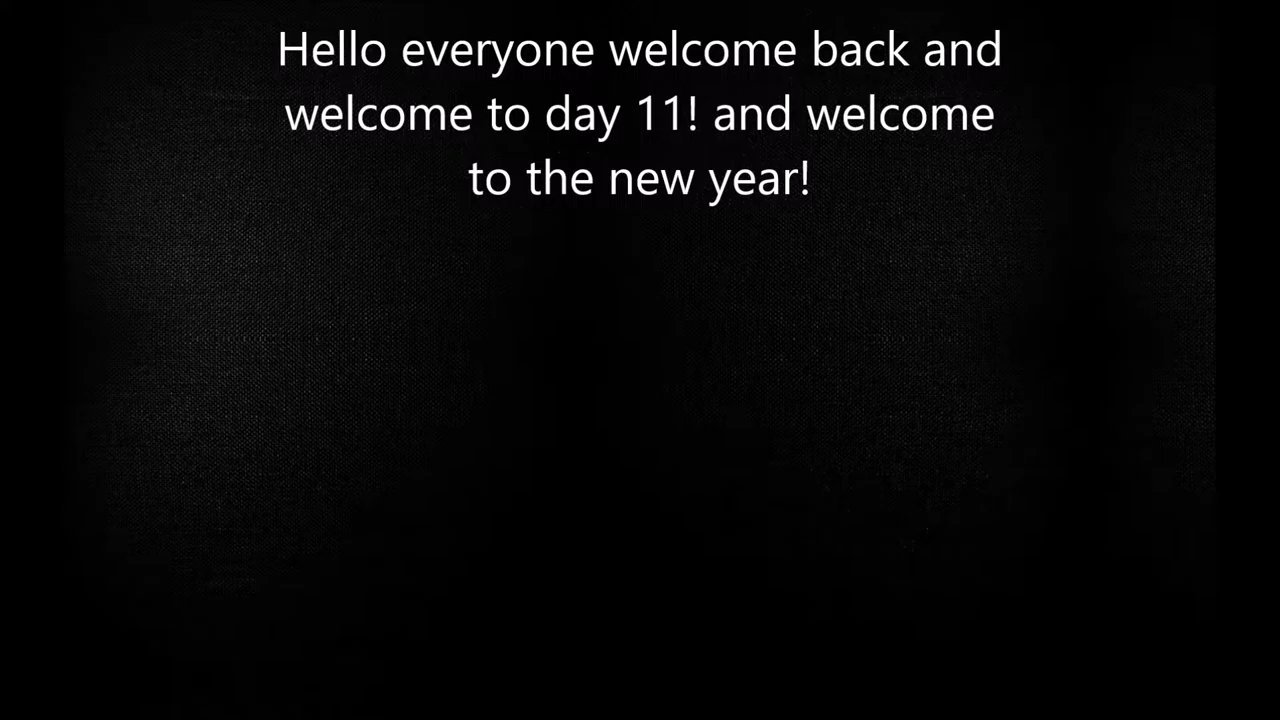 Hello everyone welcome back and
welcome to day 11! and welcome
to the new year!